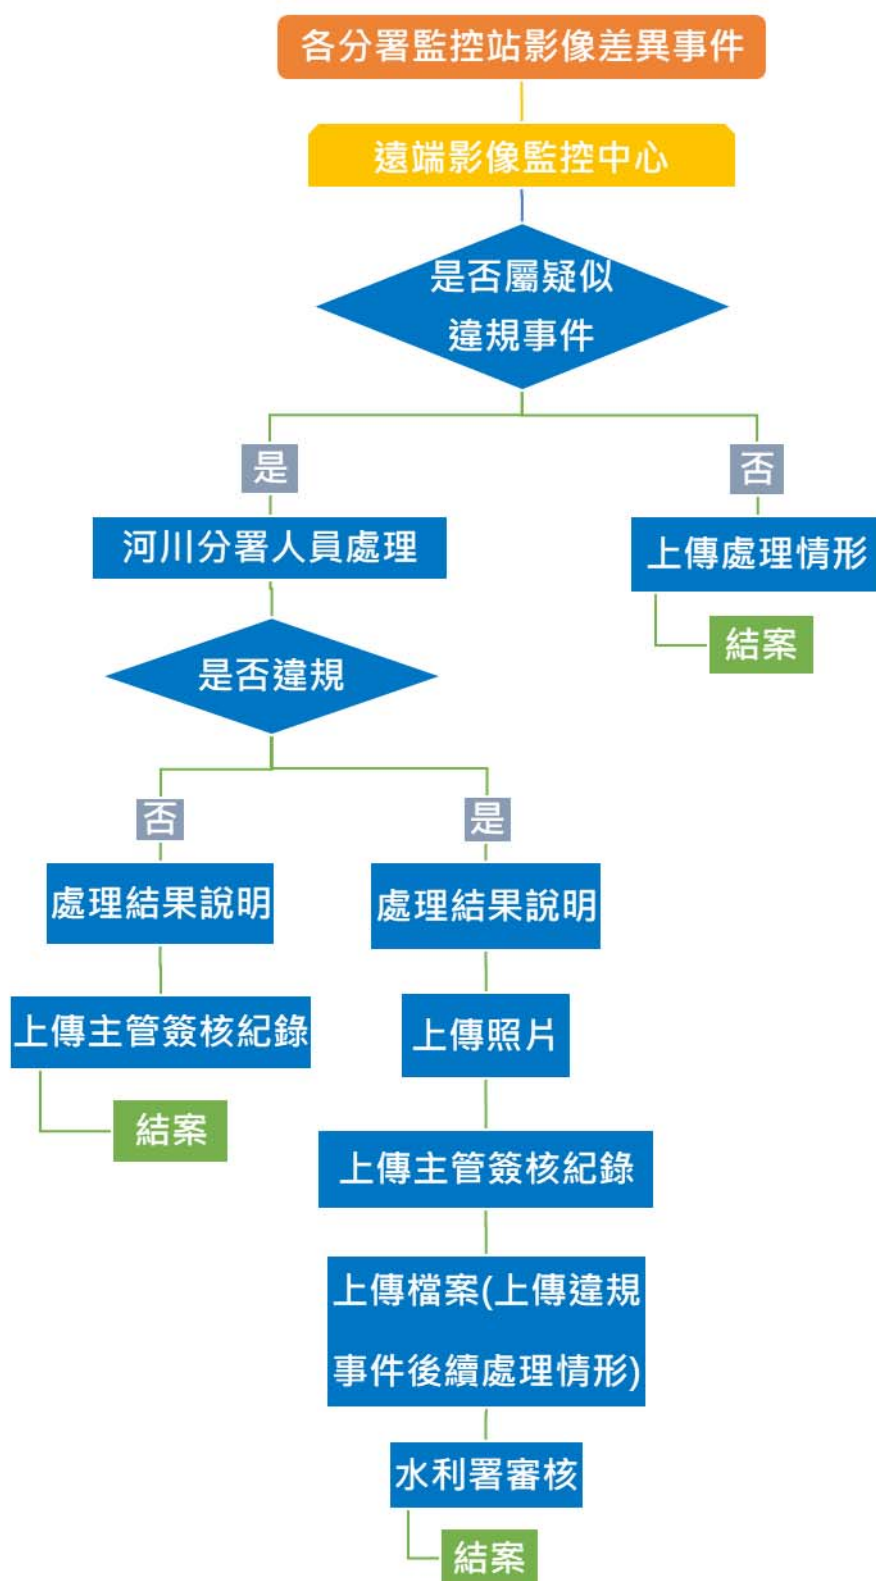 各分署監控站影像差異事件
遠端影像監控中心
是否屬疑似
違規事件
是
否
河川分署人員處理
上傳處理情形
結案
是否違規
否
是
處理結果說明
處理結果說明
上傳主管簽核紀錄
上傳照片
結案
上傳主管簽核紀錄
上傳檔案(上傳違規
事件後續處理情形)
水利署審核
結案